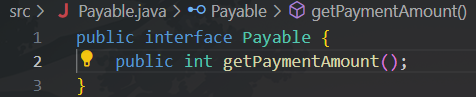 src > J Payable.java > Payable > getPaymentAmount()
1 public interface Payable {
2 public int getPaymentAmount();
3 }